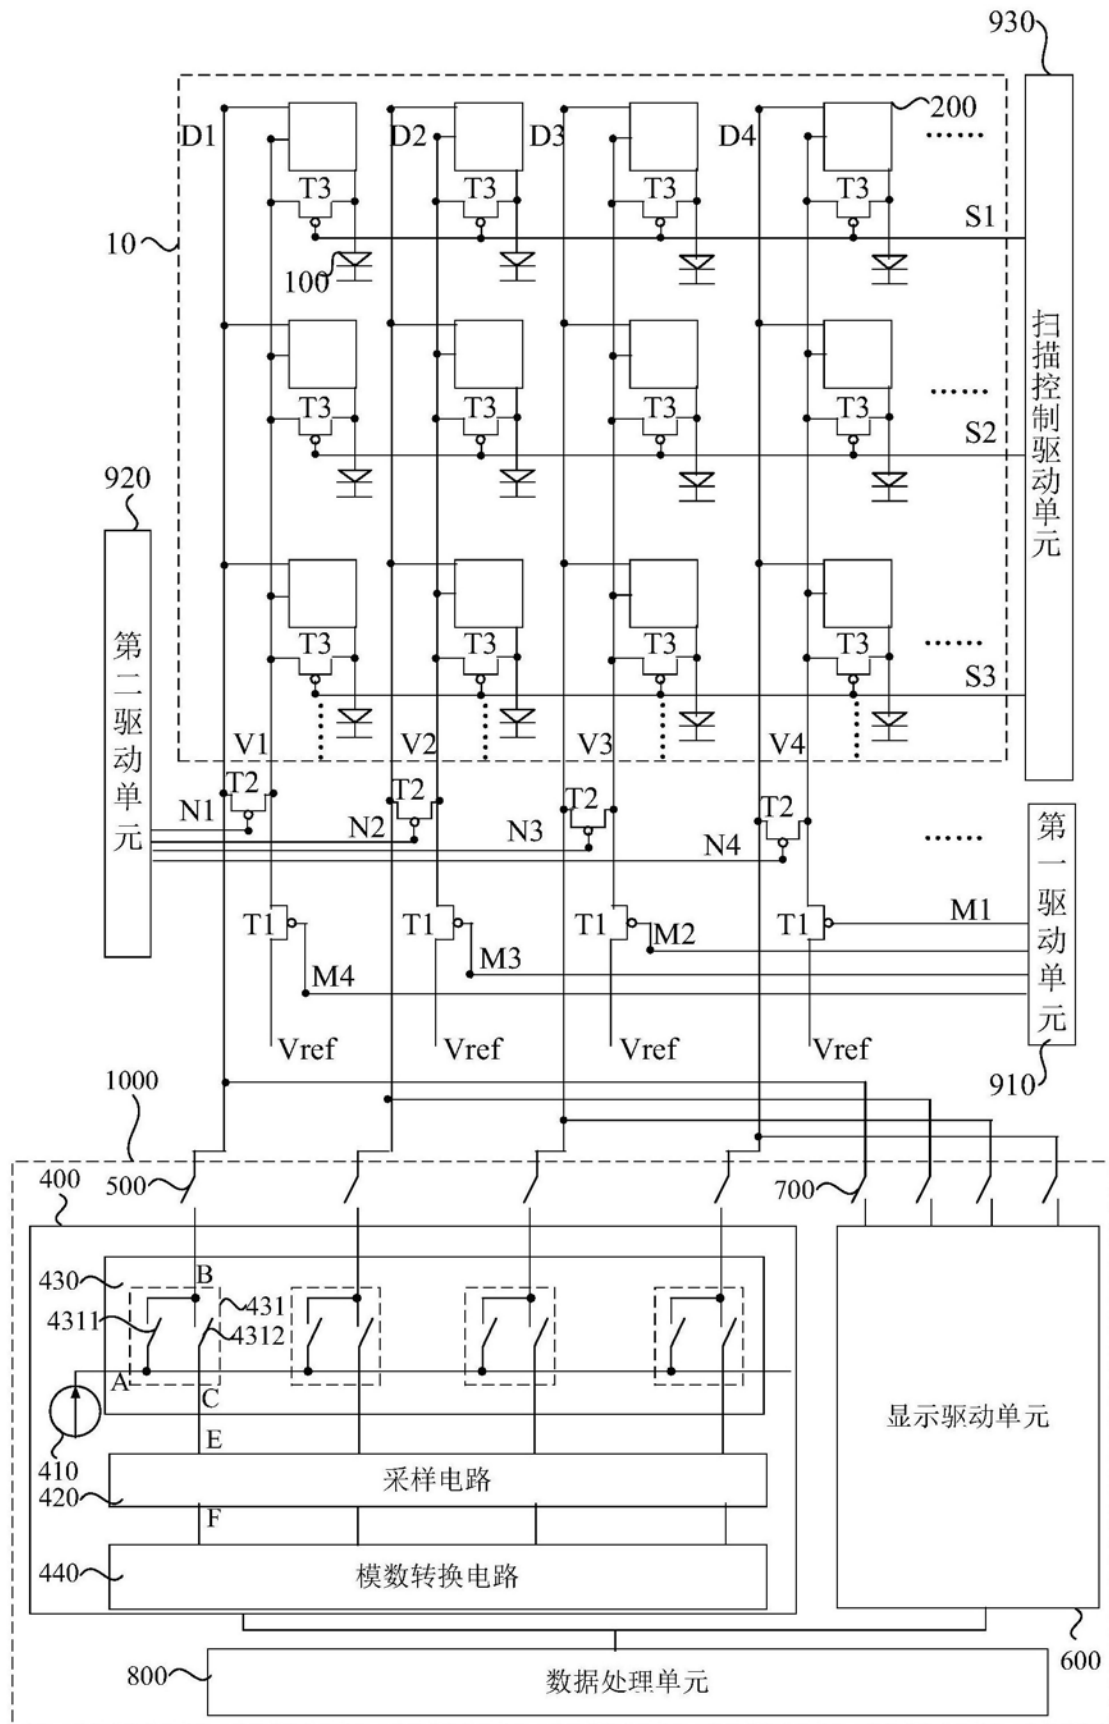 930
D1 D2 D3 D4 200 ……
T3 T3 T3 T3
S1
10
100
扫描控制驱动单元
……
T3 T3 T3 T3
S2
920
第二驱动单元
T3 T3 T3 T3 ……
S3
V1 V2 V3 V4
T2 T2 T2 T2
N1 N2 N3 N4 ……
第一驱动单元
T1 T1 T1 T1 M1
M4 M3 M2
Vref Vref Vref Vref
910
1000
400 500 700
430 B 431
4311 4312
A C
410 E
显示驱动单元
420 采样电路
F
440 模数转换电路
600
800 数据处理单元